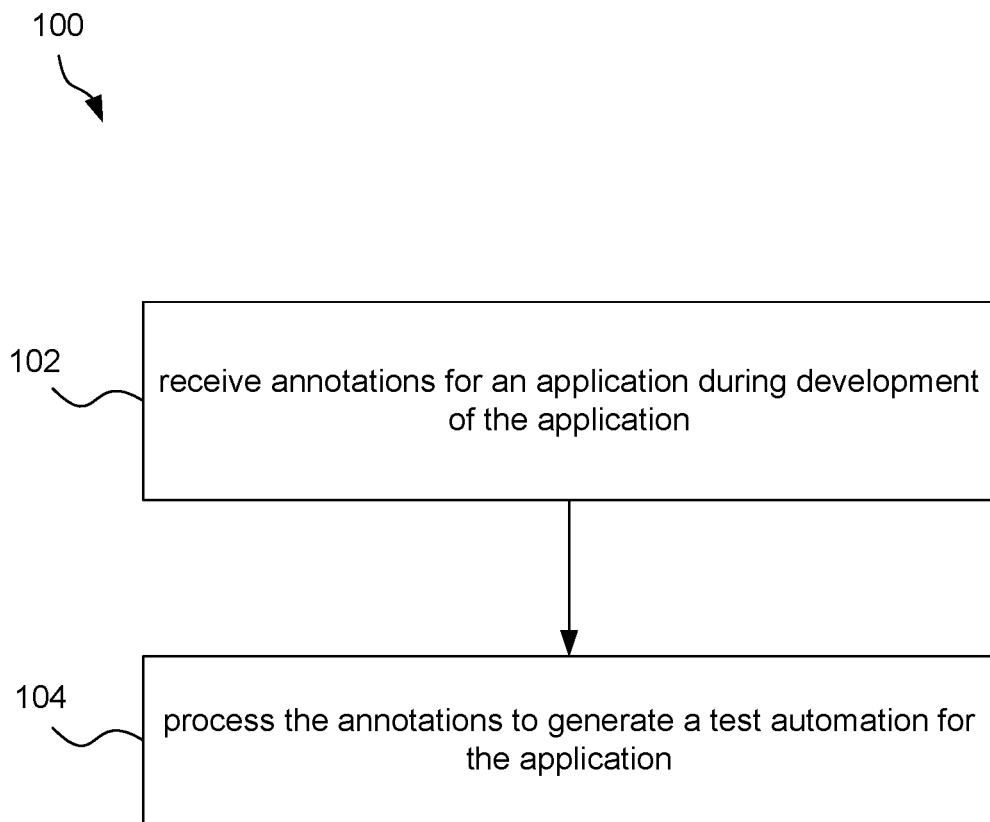 100
102
receive annotations for an application during development
of the application
104
process the annotations to generate a test automation for
the application